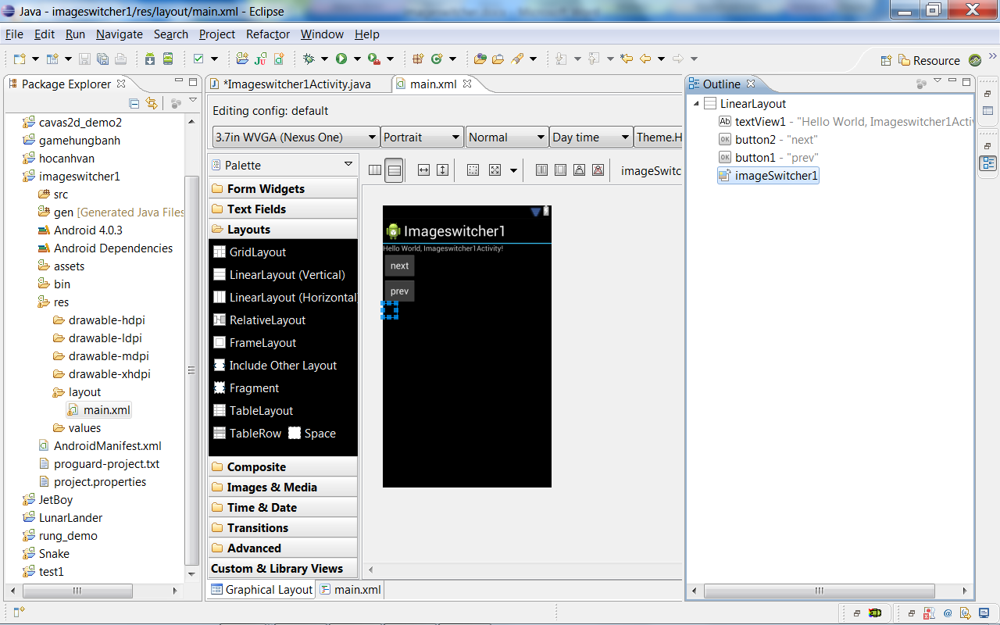 Java - imageswitcher1/res/layout/main.xml - Eclipse
File Edit Run Navigate Search Project Refactor Window Help
Resource
Package Explorer
cavas2d_demo2
gamehungbanh
hocanhvan
imageswitcher1
src
gen [Generated Java Files
Android 4.0.3
Android Dependencies
assets
bin
res
drawable-hdpi
drawable-ldpi
drawable-mdpi
drawable-xhdpi
layout
main.xml
values
AndroidManifest.xml
proguard-project.txt
project.properties
JetBoy
LunarLander
rung_demo
Snake
test1
*Imageswitcher1Activity.java
main.xml
Editing config: default
3.7in WVGA (Nexus One) Portrait Normal Day time Theme.H
Palette
imageSwitc
Form Widgets
Text Fields
Layouts
GridLayout
LinearLayout (Vertical)
LinearLayout (Horizontal
RelativeLayout
FrameLayout
Include Other Layout
Fragment
TableLayout
TableRow Space
Composite
Images & Media
Time & Date
Transitions
Advanced
Custom & Library Views
Graphical Layout main.xml
Imageswitcher1
Hello World, Imageswitcher1Activity!
next
prev
Outline
LinearLayout
Ab textView1 - "Hello World, Imageswitcher1Activi
OK button2 - "next"
OK button1 - "prev"
imageSwitcher1